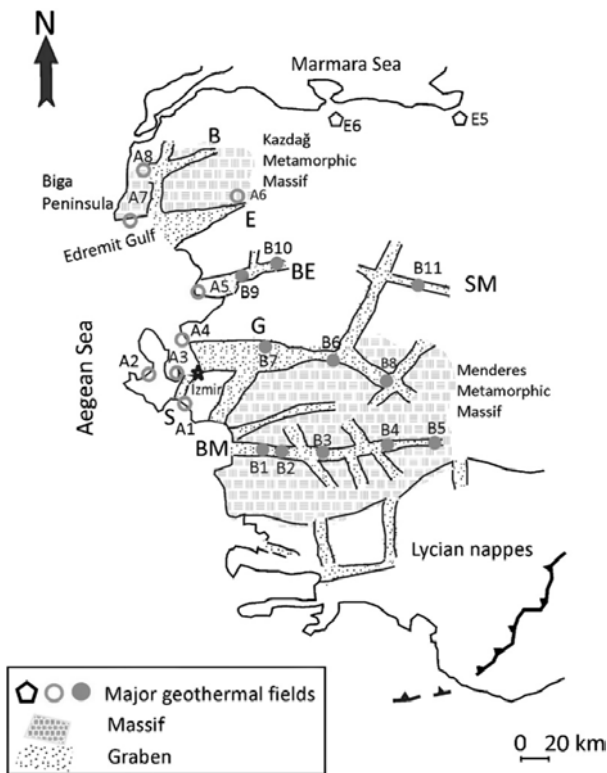 N
Marmara Sea
E6
E5
B
Kazdağ
Metamorphic
Massif
A8
A7
A6
Biga
Peninsula
E
Edremit Gulf
B10
BE
B9
A5
B11
SM
A4
G
B6
B7
B8
A2
A3
İzmir
Aegean Sea
Menderes
Metamorphic
Massif
S
A1
BM
B1
B2
B3
B4
B5
Lycian nappes
Major geothermal fields
Massif
Graben
0 20 km